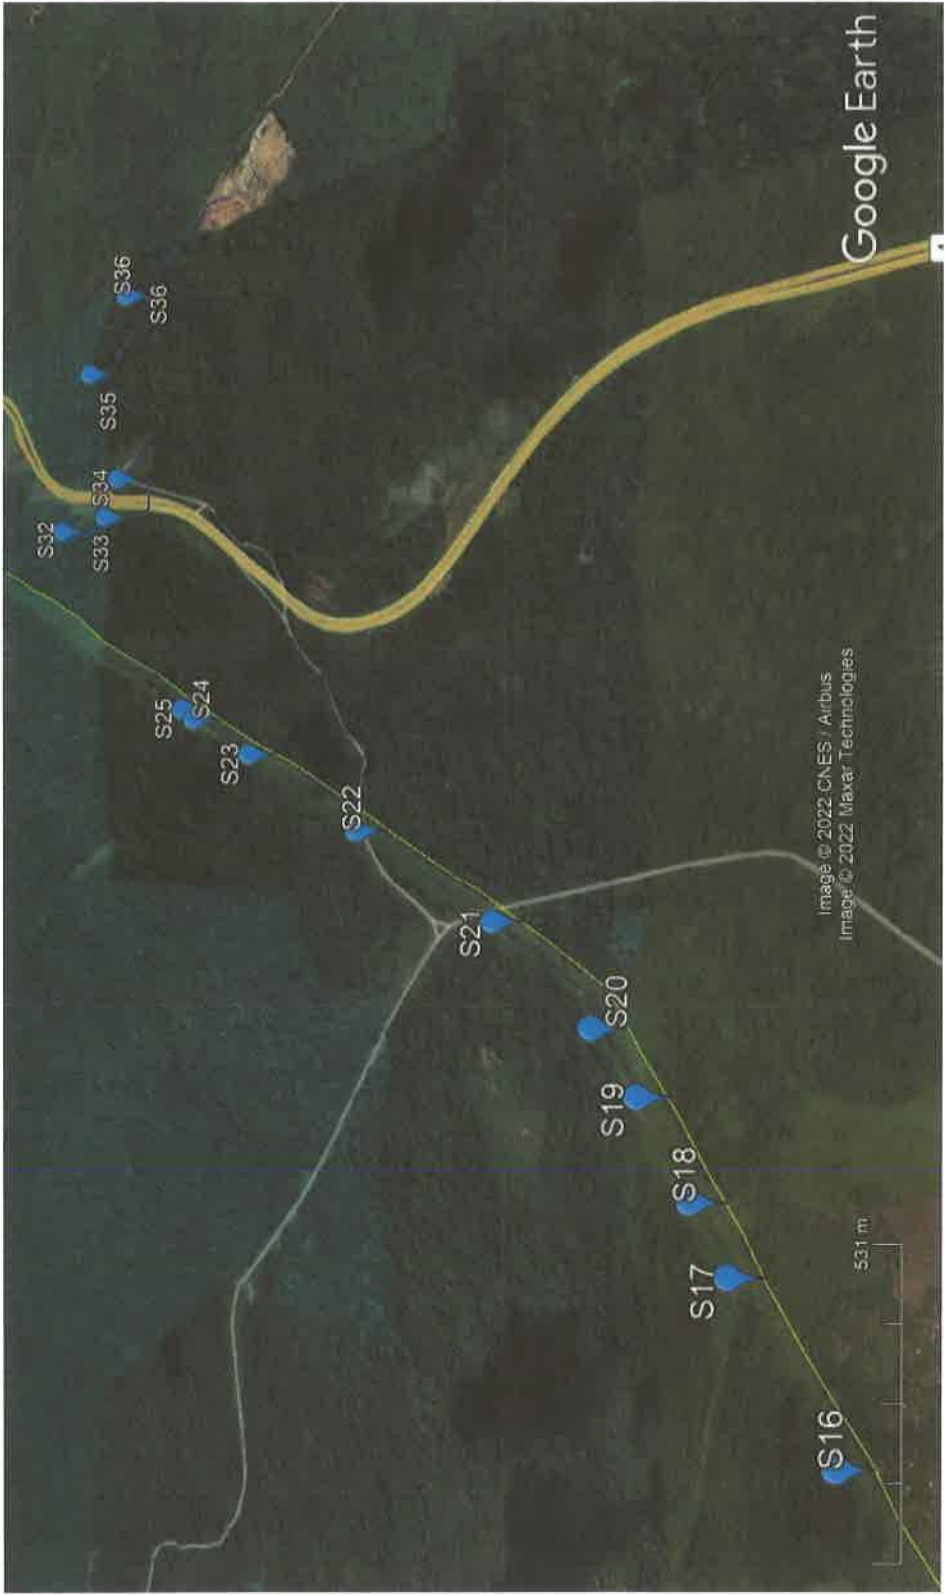 S16
S17
S18
S19
S20
S21
S22
S23
S24
S25
S32
S33
S34
S35
S36
S36
531 m
Image © 2022 CNES / Airbus
Image © 2022 Maxar Technologies
Google Earth